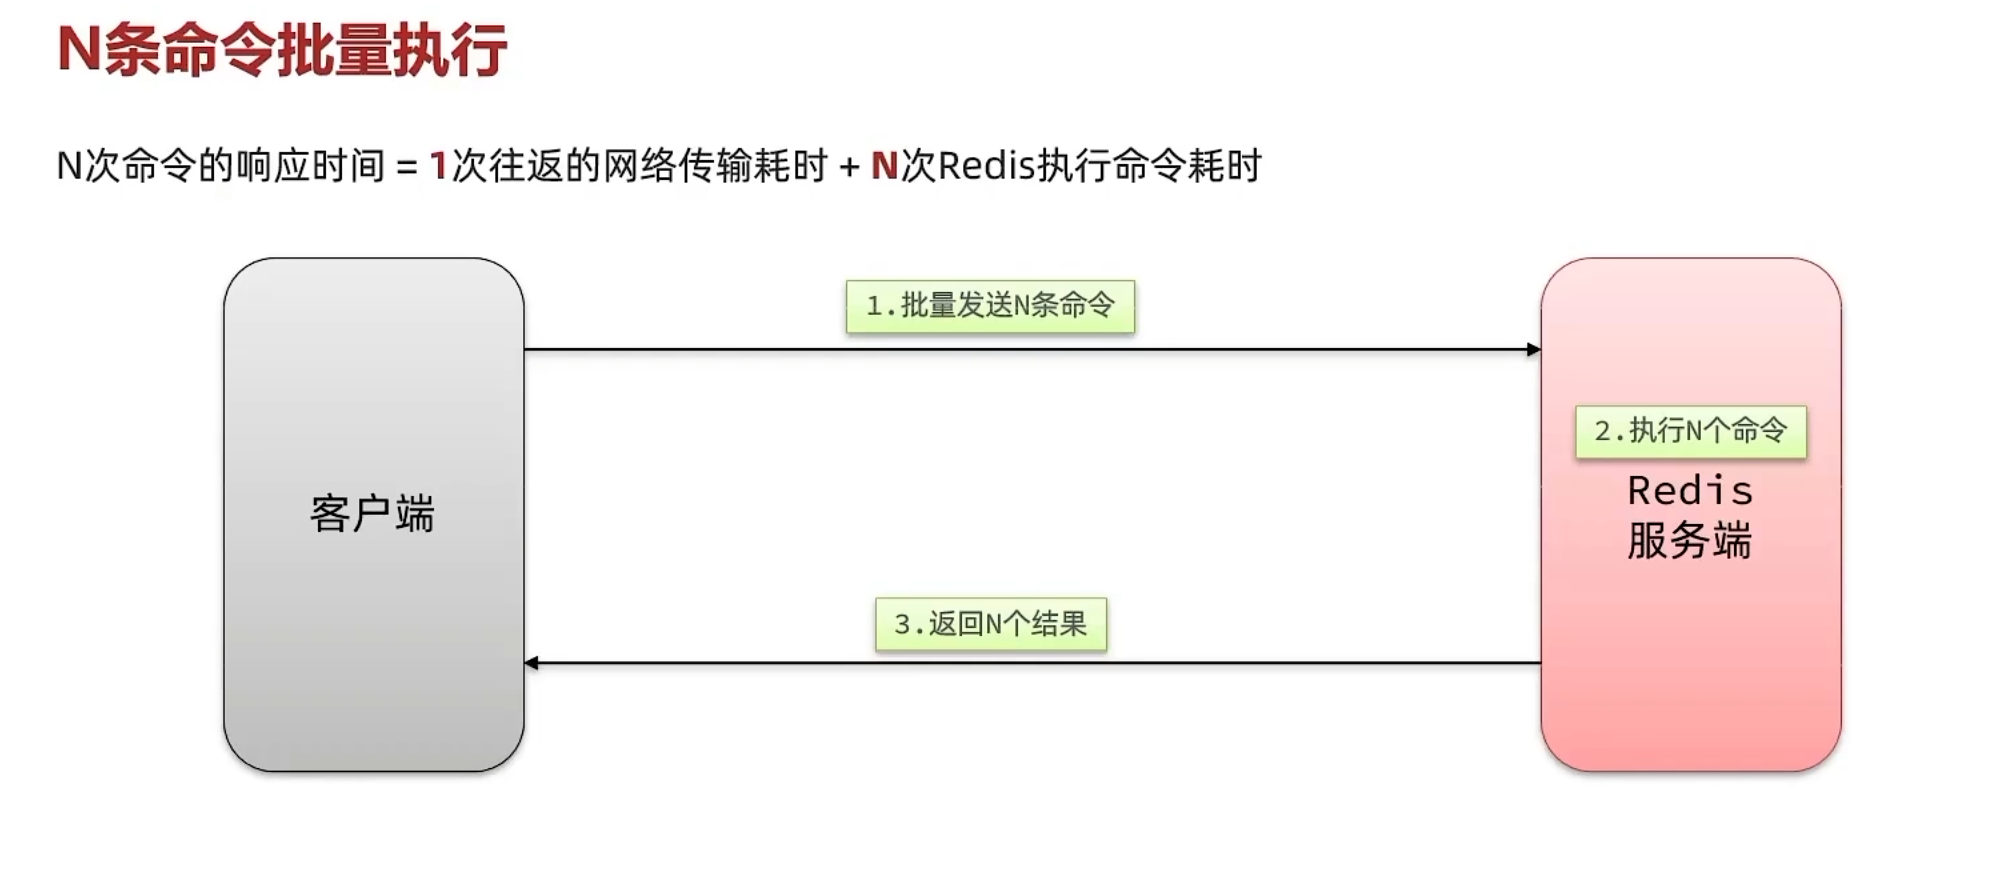 N条命令批量执行
N次命令的响应时间 = 1次往返的网络传输耗时 + N次Redis执行命令耗时
1.批量发送N条命令
2.执行N个命令
客户端
Redis
服务端
3.返回N个结果